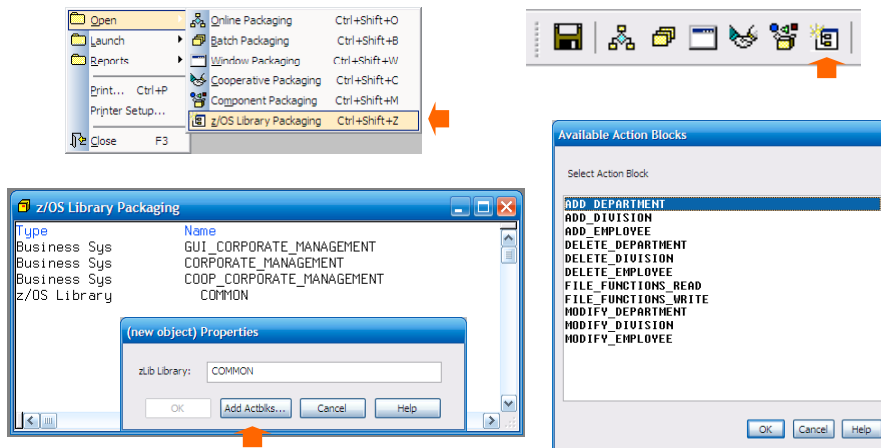 Open
Launch
Reports
Print... Ctrl+P
Printer Setup...
Close F3
Online Packaging Ctrl+Shift+O
Batch Packaging Ctrl+Shift+B
Window Packaging Ctrl+Shift+W
Cooperative Packaging Ctrl+Shift+C
Component Packaging Ctrl+Shift+M
z/OS Library Packaging Ctrl+Shift+Z
z/OS Library Packaging
Type Name
Business Sys GUI_CORPORATE_MANAGEMENT
Business Sys CORPORATE_MANAGEMENT
Business Sys COOP_CORPORATE_MANAGEMENT
z/OS Library COMMON
(new object) Properties
zLib Library: COMMON
OK Add Actblks... Cancel Help
Available Action Blocks
Select Action Block
ADD_DEPARTMENT
ADD_DIVISION
ADD_EMPLOYEE
DELETE_DEPARTMENT
DELETE_DIVISION
DELETE_EMPLOYEE
FILE_FUNCTIONS_READ
FILE_FUNCTIONS_WRITE
MODIFY_DEPARTMENT
MODIFY_DIVISION
MODIFY_EMPLOYEE
OK Cancel Help